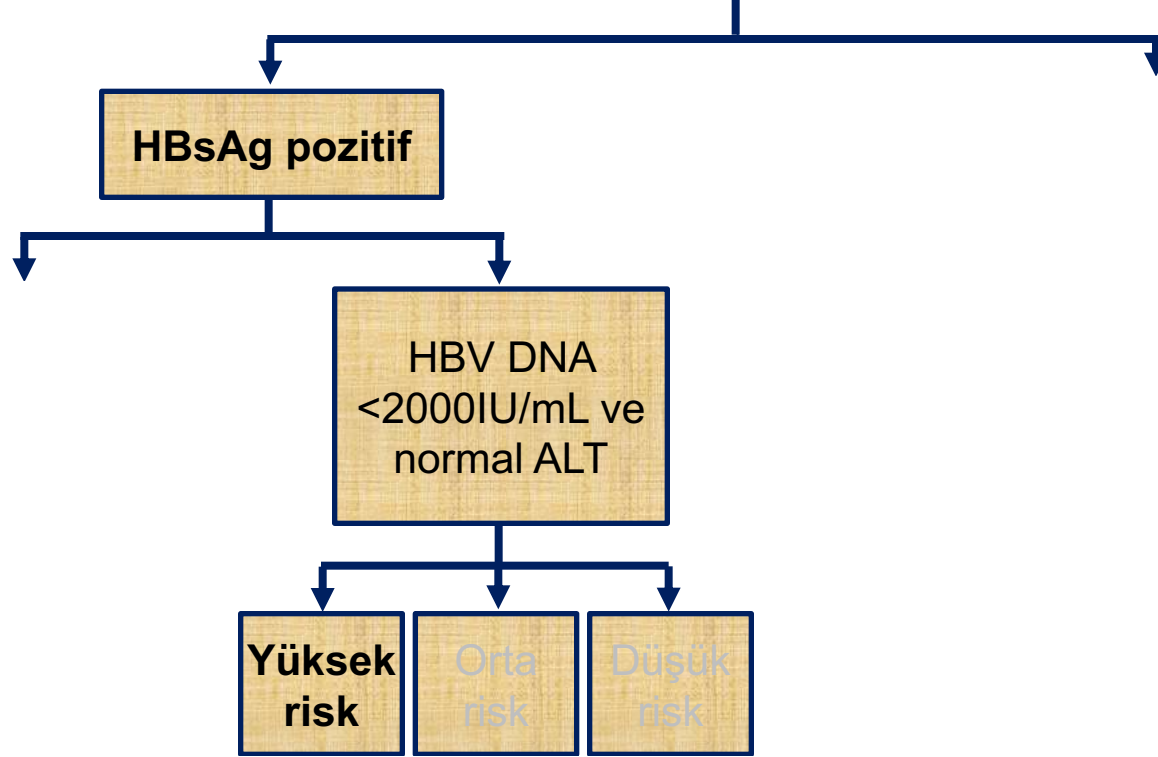 HBsAg pozitif
HBV DNA
<2000IU/mL ve
normal ALT
Yüksek
risk
Orta
risk
Düşük
risk